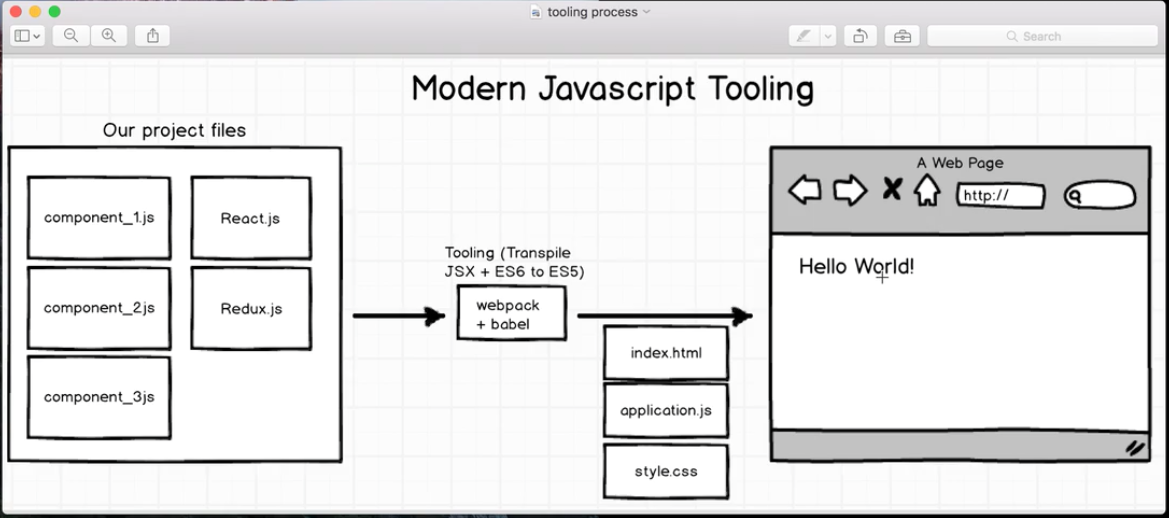 tooling process
Search
Modern Javascript Tooling
Our project files
component_1.js
React.js
component_2js
Redux.js
component_3js
Tooling (Transpile
JSX + ES6 to ES5)
webpack
+ babel
index.html
application.js
style.css
A Web Page
http://
Hello World!